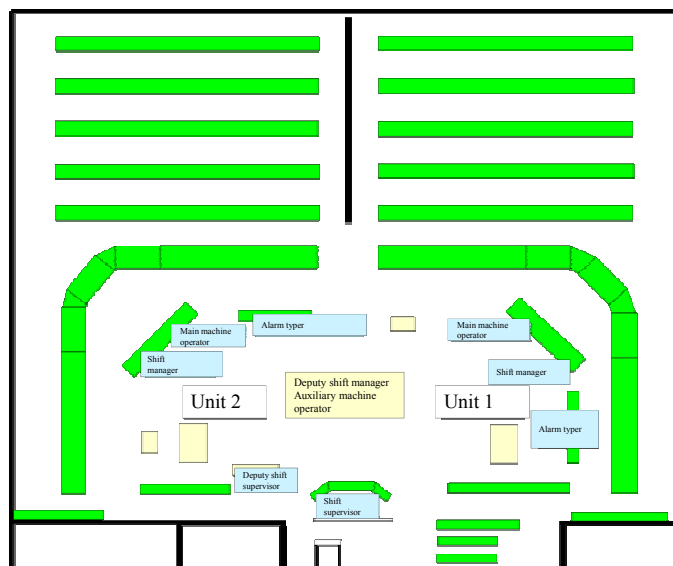 Main machine
operator
Alarm typer
Main machine
operator
Shift
manager
Shift manager
Deputy shift manager
Auxiliary machine
operator
Unit 2
Unit 1
Alarm typer
Deputy shift
supervisor
Shift
supervisor